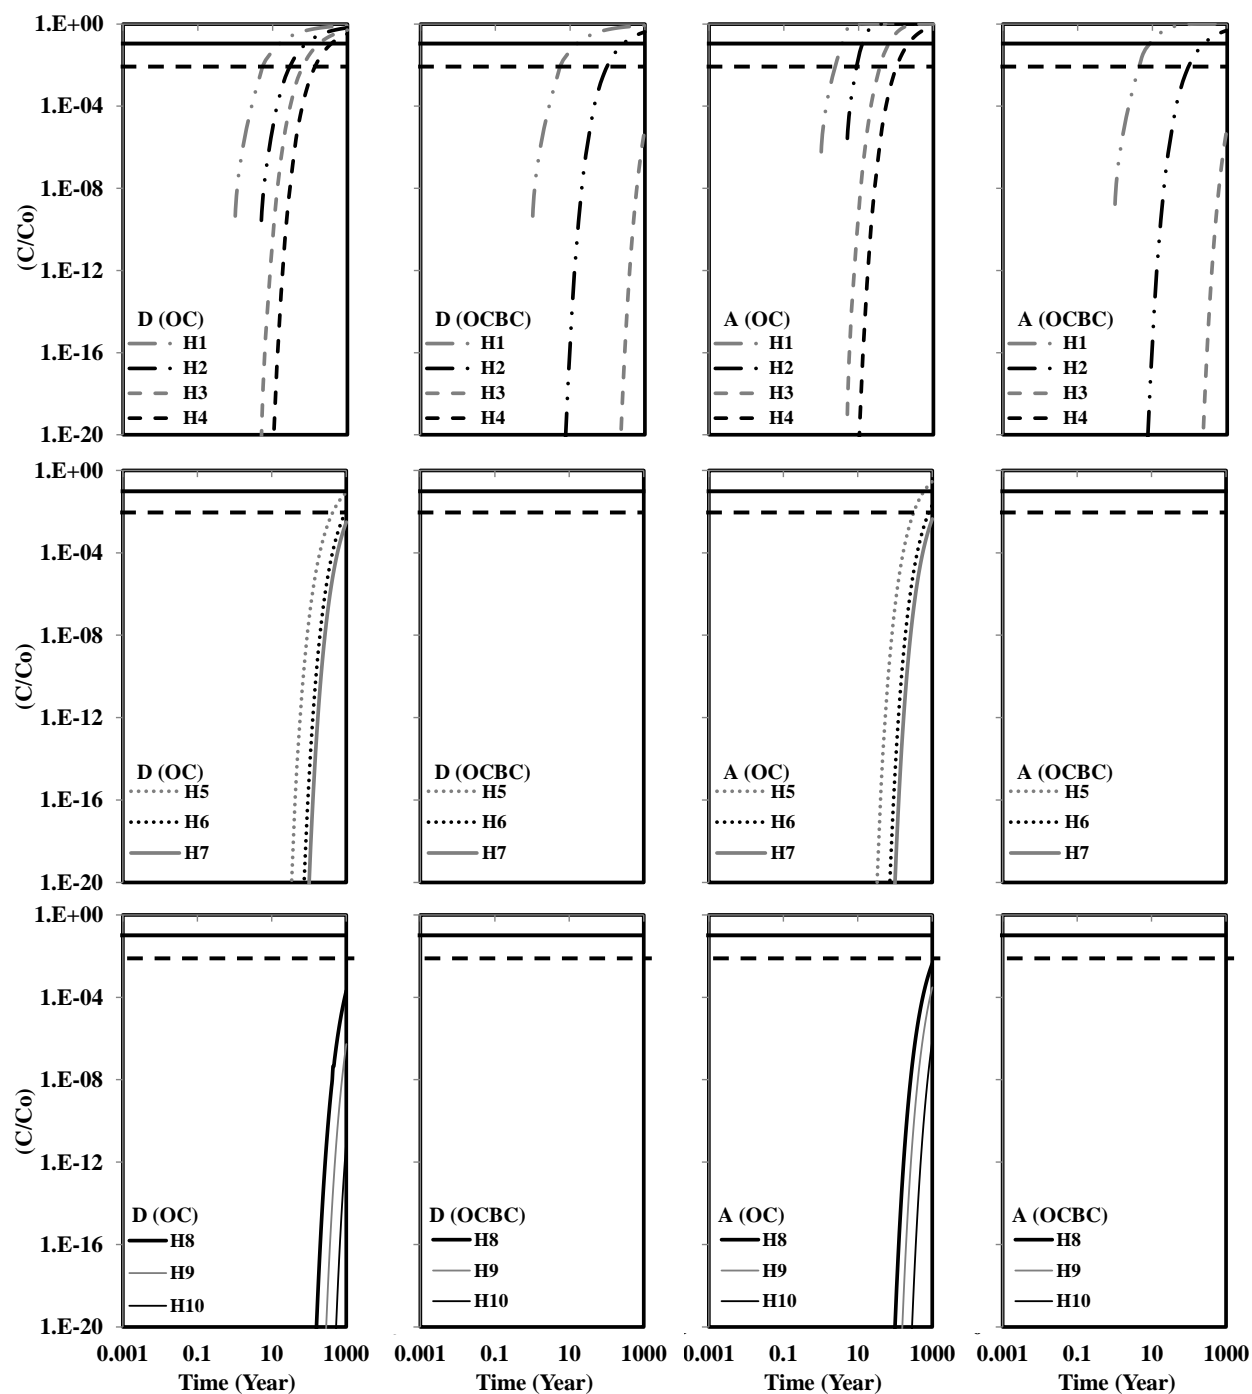 1.E+00
1.E-04
1.E-08
1.E-12
1.E-16
1.E-20
(C/Co)
D (OC)
H1
H2
H3
H4
D (OCBC)
H1
H2
H3
H4
A (OC)
H1
H2
H3
H4
A (OCBC)
H1
H2
H3
H4
1.E+00
1.E-04
1.E-08
1.E-12
1.E-16
1.E-20
(C/Co)
D (OC)
H5
H6
H7
D (OCBC)
H5
H6
H7
A (OC)
H5
H6
H7
A (OCBC)
H5
H6
H7
1.E+00
1.E-04
1.E-08
1.E-12
1.E-16
1.E-20
(C/Co)
D (OC)
H8
H9
H10
D (OCBC)
H8
H9
H10
A (OC)
H8
H9
H10
A (OCBC)
H8
H9
H10
0.001 0.1 10 1000
Time (Year)
0.001 0.1 10 1000
Time (Year)
0.001 0.1 10 1000
Time (Year)
0.001 0.1 10 1000
Time (Year)